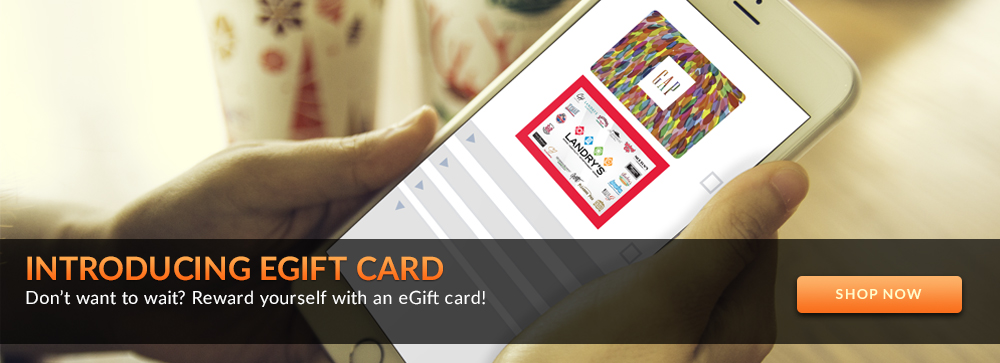 GAP
LANDRY'S
INTRODUCING EGIFT CARD
Don't want to wait? Reward yourself with an eGift card!
SHOP NOW